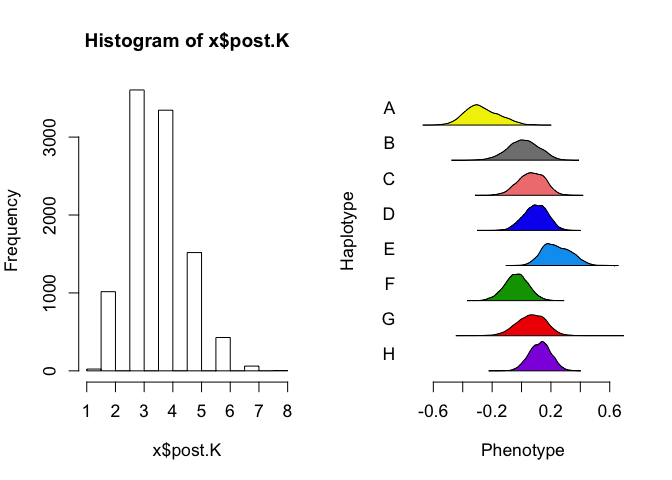 Histogram of x$post.K
Frequency
0
1000
2000
3000
1 2 3 4 5 6 7 8
x$post.K
Haplotype
A
B
C
D
E
F
G
H
-0.6 -0.2 0.2 0.6
Phenotype